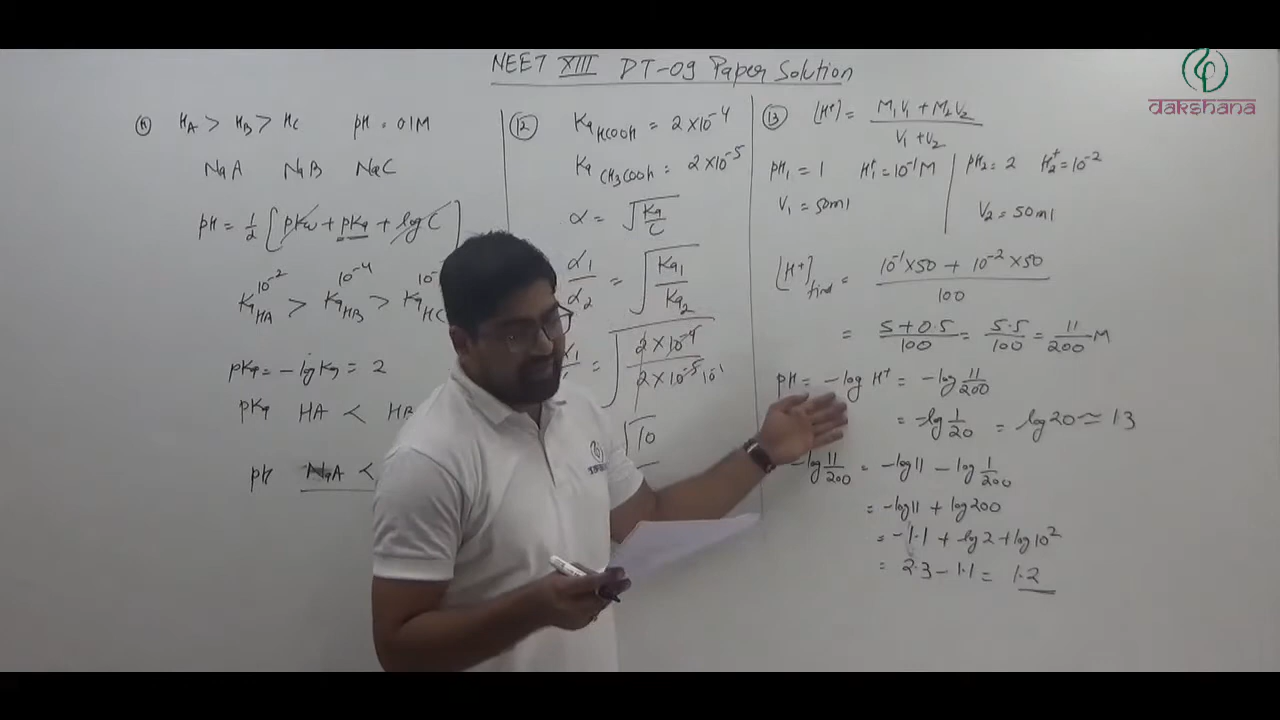 NEET XIII DT-09 Paper Solution
dakshana
11 HA > HB > HC pH = 01M
NaA NaB NaC
pH = 1/2 [pKw + pKa + log C]
10⁻² 10⁻⁴ 10⁻
Ka HA > Ka HB > Ka HC
pKa = -log Ka = 2
pKa HA < HB
pH NaA <
12 Ka HCOOH = 2×10⁻⁴
Ka CH3COOH = 2×10⁻⁵
α = √(Ka/C)
α1/α2 = √(Ka1/Ka2)
= √(2×10⁻⁴/2×10⁻⁵) 10⁻¹
√10
13 [H⁺] = (M1V1 + M2V2)/(V1 + V2)
pH1 = 1 H1⁺ = 10⁻¹M pH2 = 2 H2⁺ = 10⁻²
V1 = 50ml V2 = 50ml
[H⁺] final = (10⁻¹×50 + 10⁻²×50)/100
= (5+0.5)/100 = 5.5/100 = 11/200 M
pH = -log H⁺ = -log 11/200
= -log 1/20 = log 20 ≈ 13
-log 11/200 = -log 11 - log 1/200
= -log 11 + log 200
= -1.1 + log 2 + log 10²
= 2.3 - 1.1 = 1.2